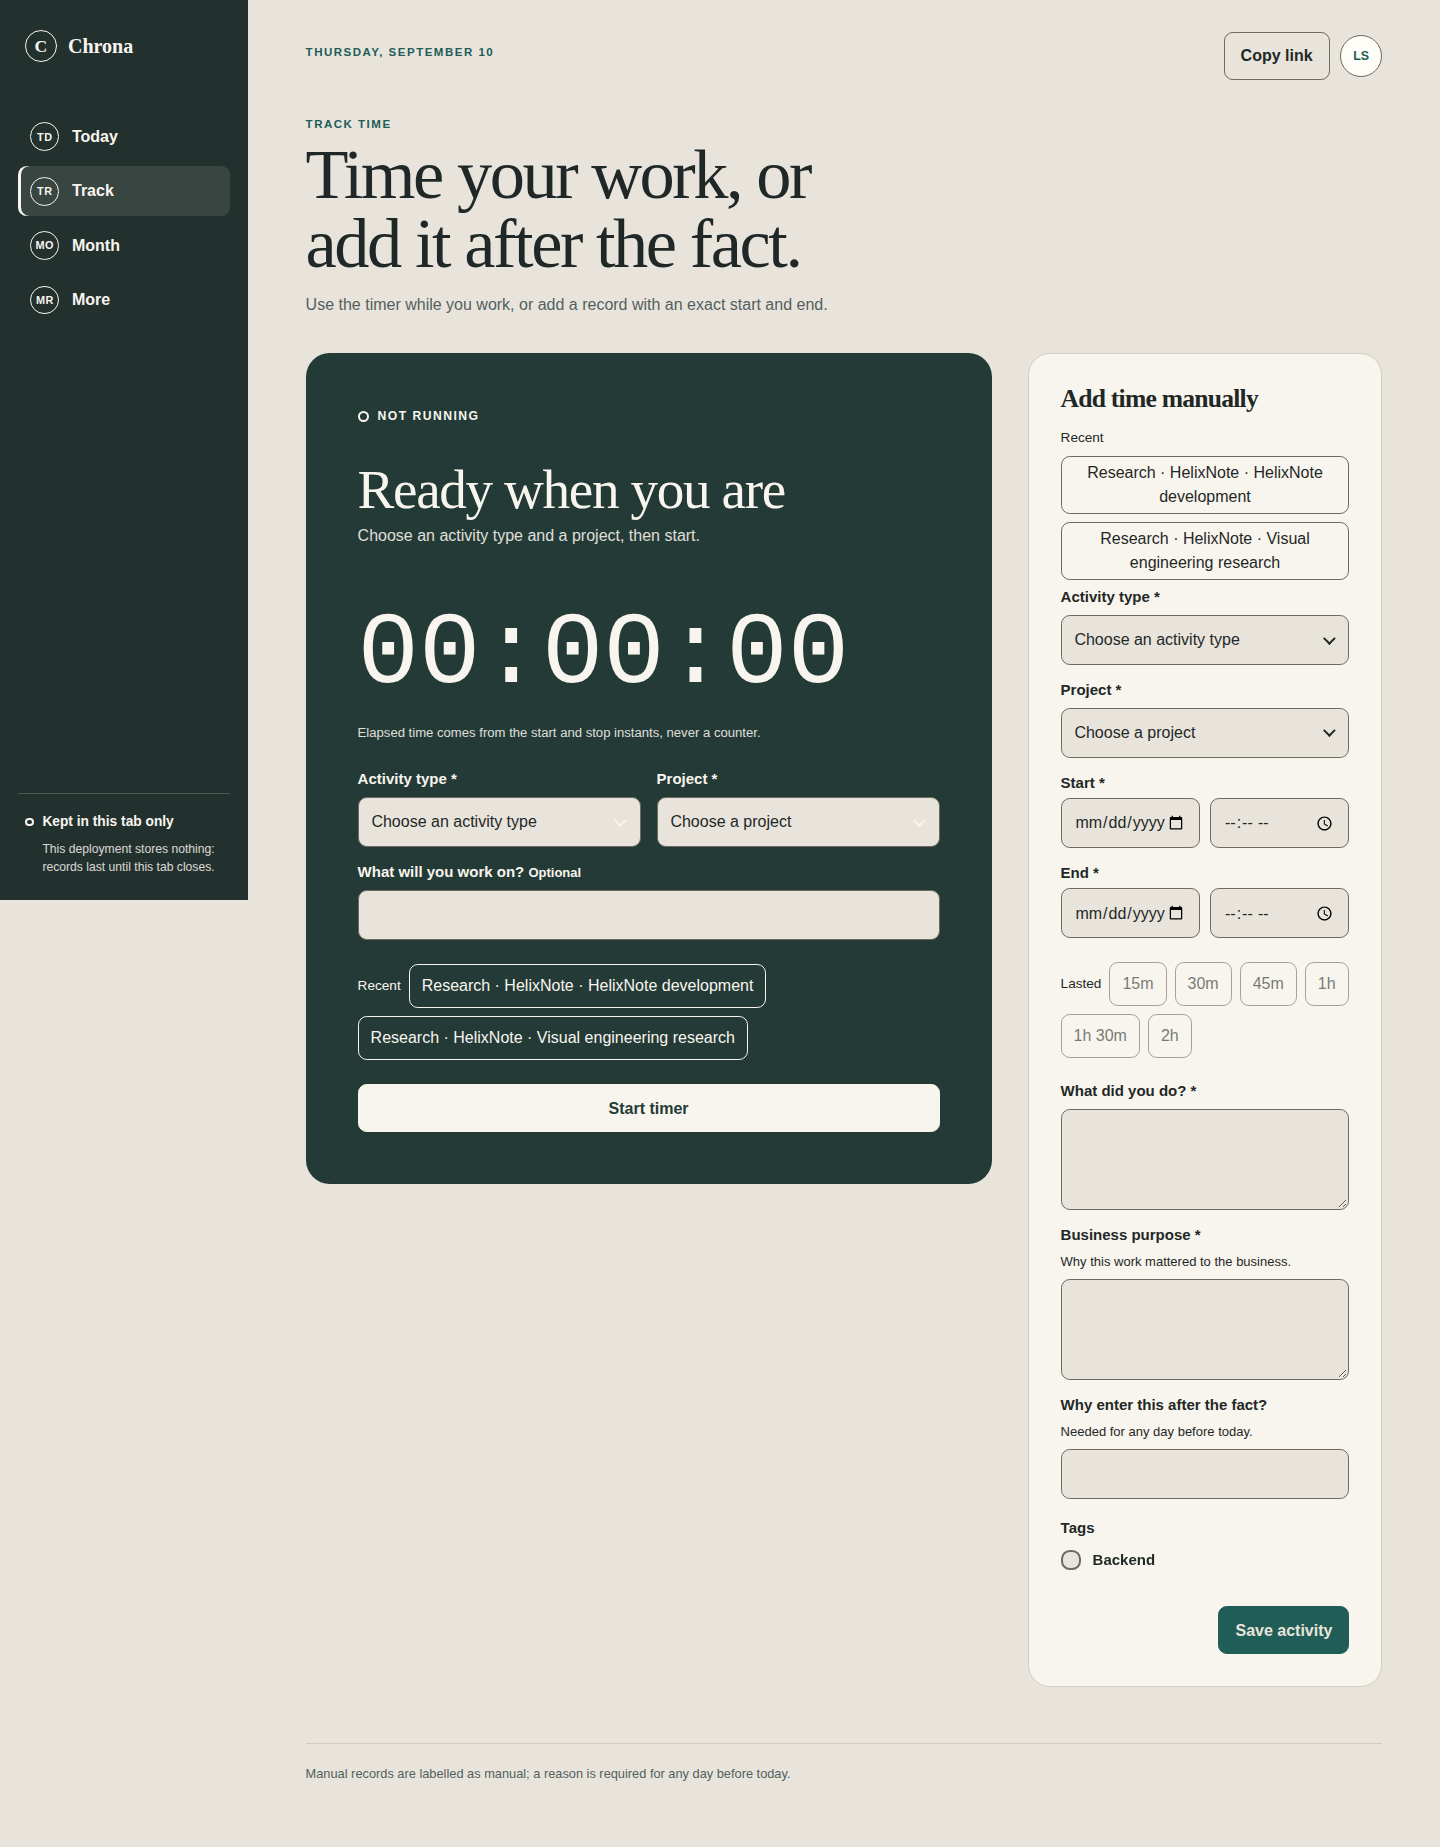 C Chrona
TD Today
TR Track
MO Month
MR More
Kept in this tab only
This deployment stores nothing:
records last until this tab closes.
THURSDAY, SEPTEMBER 10
Copy link
LS
TRACK TIME
Time your work, or
add it after the fact.
Use the timer while you work, or add a record with an exact start and end.
NOT RUNNING
Ready when you are
Choose an activity type and a project, then start.
00:00:00
Elapsed time comes from the start and stop instants, never a counter.
Activity type * Project *
Choose an activity type Choose a project
What will you work on? Optional
Recent Research · HelixNote · HelixNote development
Research · HelixNote · Visual engineering research
Start timer
Add time manually
Recent
Research · HelixNote · HelixNote
development
Research · HelixNote · Visual
engineering research
Activity type *
Choose an activity type
Project *
Choose a project
Start *
mm/dd/yyyy --:-- --
End *
mm/dd/yyyy --:-- --
Lasted 15m 30m 45m 1h
1h 30m 2h
What did you do? *
Business purpose *
Why this work mattered to the business.
Why enter this after the fact?
Needed for any day before today.
Tags
Backend
Save activity
Manual records are labelled as manual; a reason is required for any day before today.